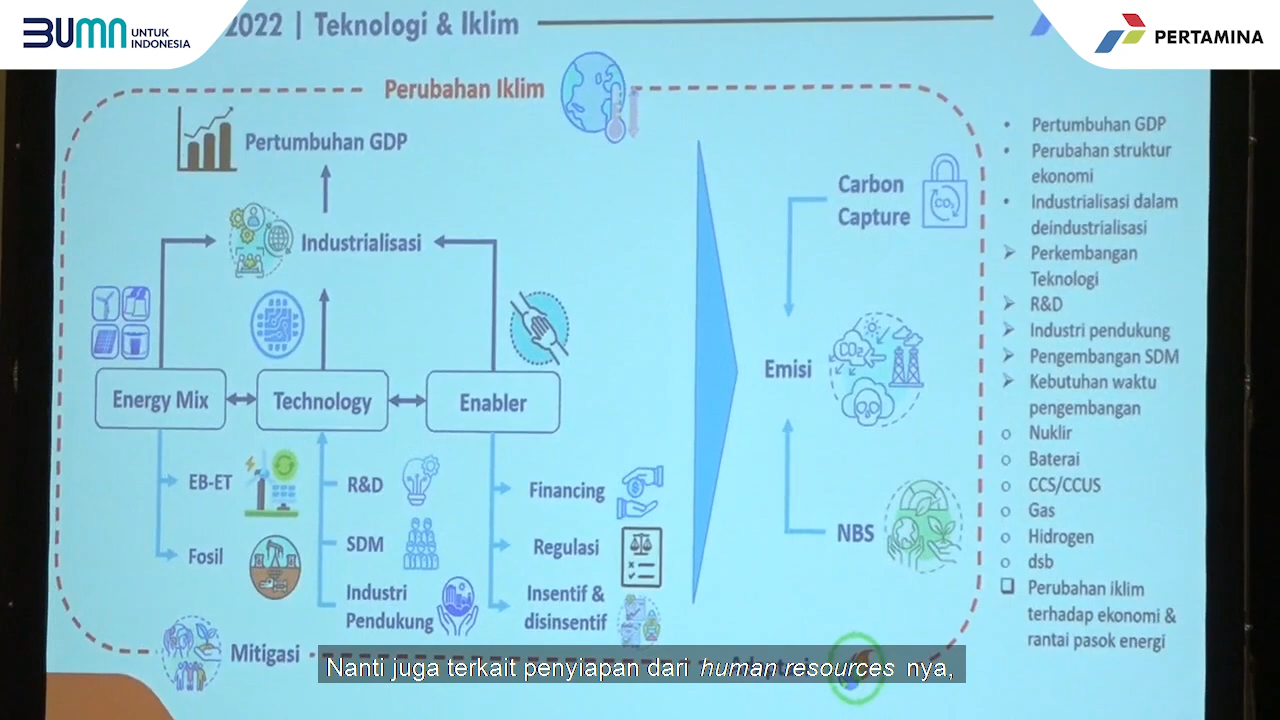 BUMN
UNTUK
INDONESIA
2022 | Teknologi & Iklim
PERTAMINA
Perubahan Iklim
Pertumbuhan GDP
Industrialisasi
Energy Mix
Technology
Enabler
EB-ET
Fosil
R&D
SDM
Industri
Pendukung
Financing
Regulasi
Insentif &
disinsentif
Mitigasi
Carbon
Capture
CO₂
Emisi
CO₂
NBS
• Pertumbuhan GDP
• Perubahan struktur
ekonomi
• Industrialisasi dalam
deindustrialisasi
➢ Perkembangan
Teknologi
➢ R&D
➢ Industri pendukung
➢ Pengembangan SDM
➢ Kebutuhan waktu
pengembangan
o Nuklir
o Baterai
o CCS/CCUS
o Gas
o Hidrogen
o dsb
❑ Perubahan iklim
terhadap ekonomi &
rantai pasok energi
Nanti juga terkait penyiapan dari human resources nya,